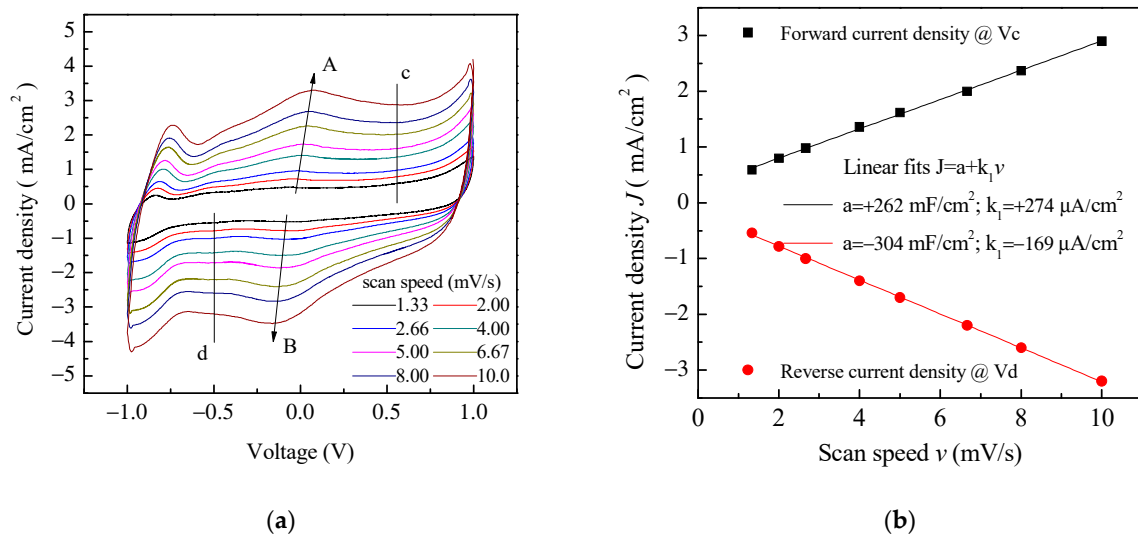 5
4
3
2
1
0
−1
−2
−3
−4
−5
Current density ( mA/cm²)
A
c
d
B
scan speed (mV/s)
1.33 2.00
2.66 4.00
5.00 6.67
8.00 10.0
−1.0 −0.5 0.0 0.5 1.0
Voltage (V)
(a)
3
2
1
0
−1
−2
−3
Current density J ( mA/cm²)
Forward current density @ Vc
Linear fits J=a+k₁v
a=+262 mF/cm²; k₁=+274 µA/cm²
a=−304 mF/cm²; k₁=−169 µA/cm²
Reverse current density @ Vd
0 2 4 6 8 10
Scan speed v (mV/s)
(b)